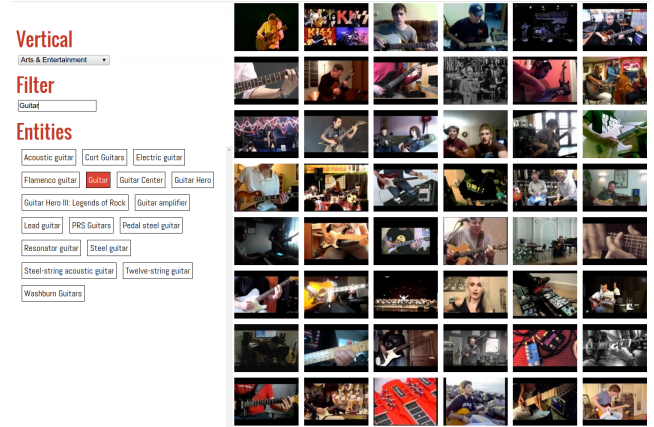 Vertical
Arts & Entertainment
Filter
Guitar
Entities
Acoustic guitar Cort Guitars Electric guitar
Flamenco guitar Guitar Guitar Center Guitar Hero
Guitar Hero III: Legends of Rock Guitar amplifier
Lead guitar PRS Guitars Pedal steel guitar
Resonator guitar Steel guitar
Steel-string acoustic guitar Twelve-string guitar
Washburn Guitars
KISS